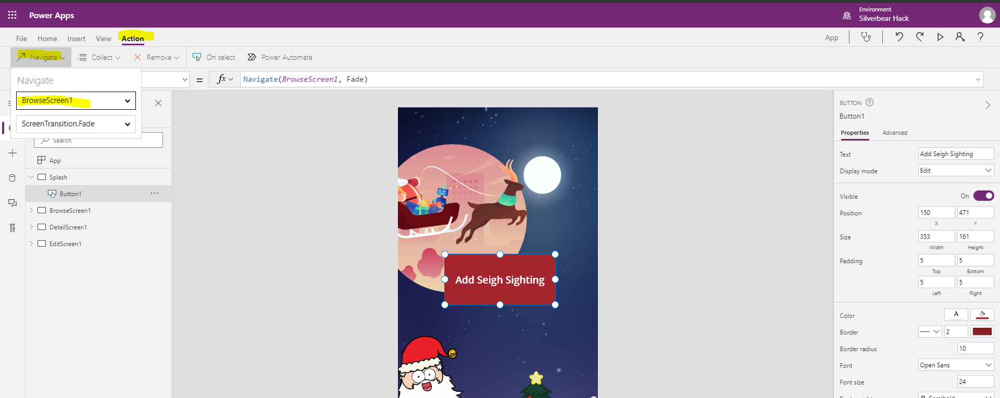 Power Apps
Environment
Silverbear Hack
File Home Insert View Action
App
Navigate Collect Remove On select Power Automate
Navigate
= fx Navigate(BrowseScreen1, Fade)
BrowseScreen1
ScreenTransition.Fade
Search
App
Splash
Button1
BrowseScreen1
DetailScreen1
EditScreen1
Add Seigh Sighting
BUTTON
Button1
Properties Advanced
Text Add Seigh Sighting
Display mode Edit
Visible On
Position 150 471
X Y
Size 353 161
Width Height
Padding 5 5
Top Bottom
5 5
Left Right
Color A
Border 2
Border radius 10
Font Open Sans
Font size 24